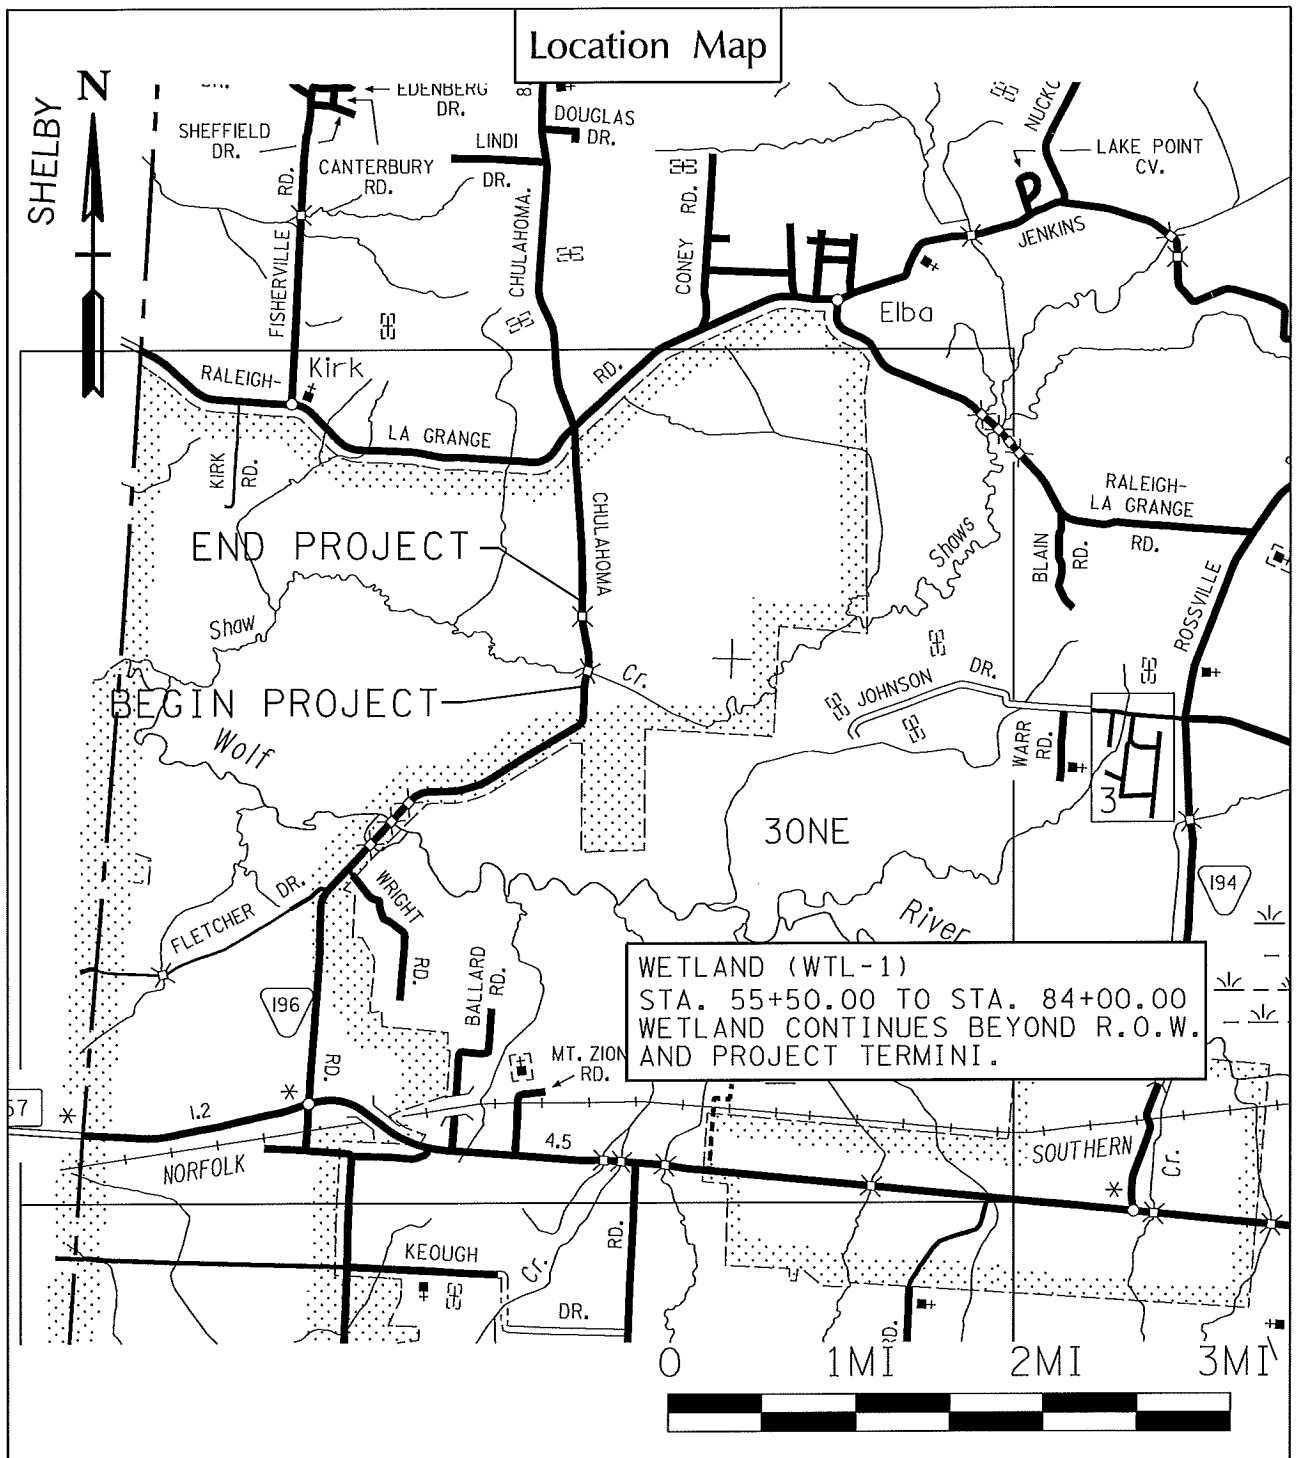 Location Map
N
SHELBY
DR.
EDENBERG
DR.
SHEFFIELD
DR.
CANTERBURY
RD.
LINDI
DR.
DOUGLAS
DR.
LAKE POINT
CV.
FISHERVILLE
RD.
CHULAHOMA.
CONEY
RD.
JENKINS
Elba
Kirk
RALEIGH-
LA GRANGE
RD.
KIRK
RD.
CHULAHOMA
END PROJECT
RALEIGH-
LA GRANGE
RD.
BLAIN
RD.
ROSSVILLE
Shaws
Shaw
Cr.
BEGIN PROJECT
JOHNSON
DR.
WARR
RD.
Wolf
3
30NE
FLETCHER
DR.
WRIGHT
RD.
River
194
BALLARD
RD.
196
RD.
WETLAND (WTL-1)
STA. 55+50.00 TO STA. 84+00.00
WETLAND CONTINUES BEYOND R.O.W.
AND PROJECT TERMINI.
MT. ZION
RD.
57
*
*
1.2
4.5
NORFOLK
SOUTHERN
*
Cr.
KEOUGH
Cr.
RD.
DR.
RD.
0 1MI 2MI 3MI